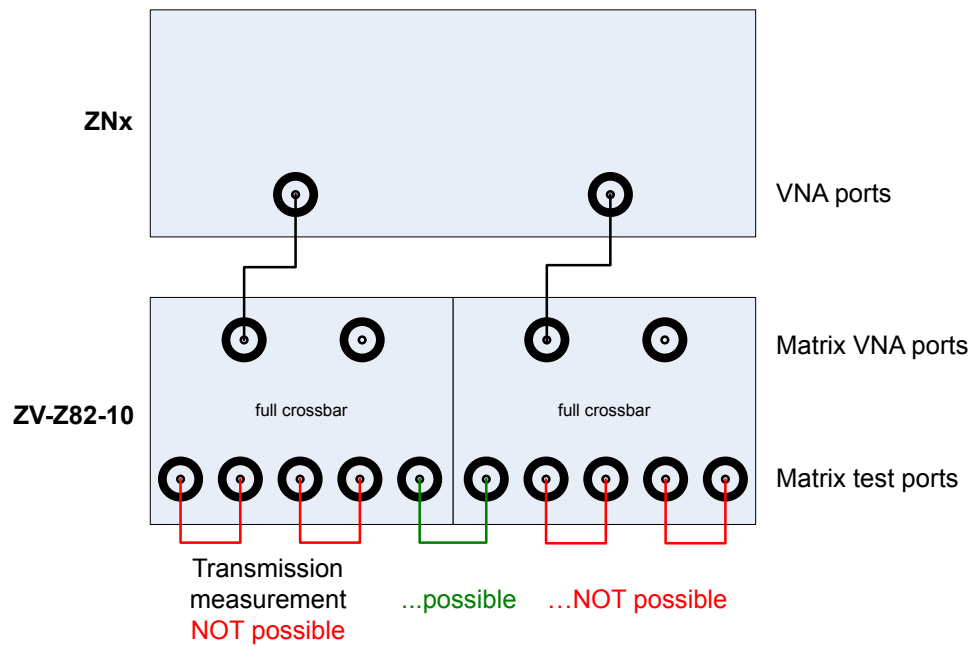 ZNx
VNA ports
Matrix VNA ports
full crossbar
full crossbar
ZV-Z82-10
Matrix test ports
Transmission
measurement
NOT possible
...possible
…NOT possible